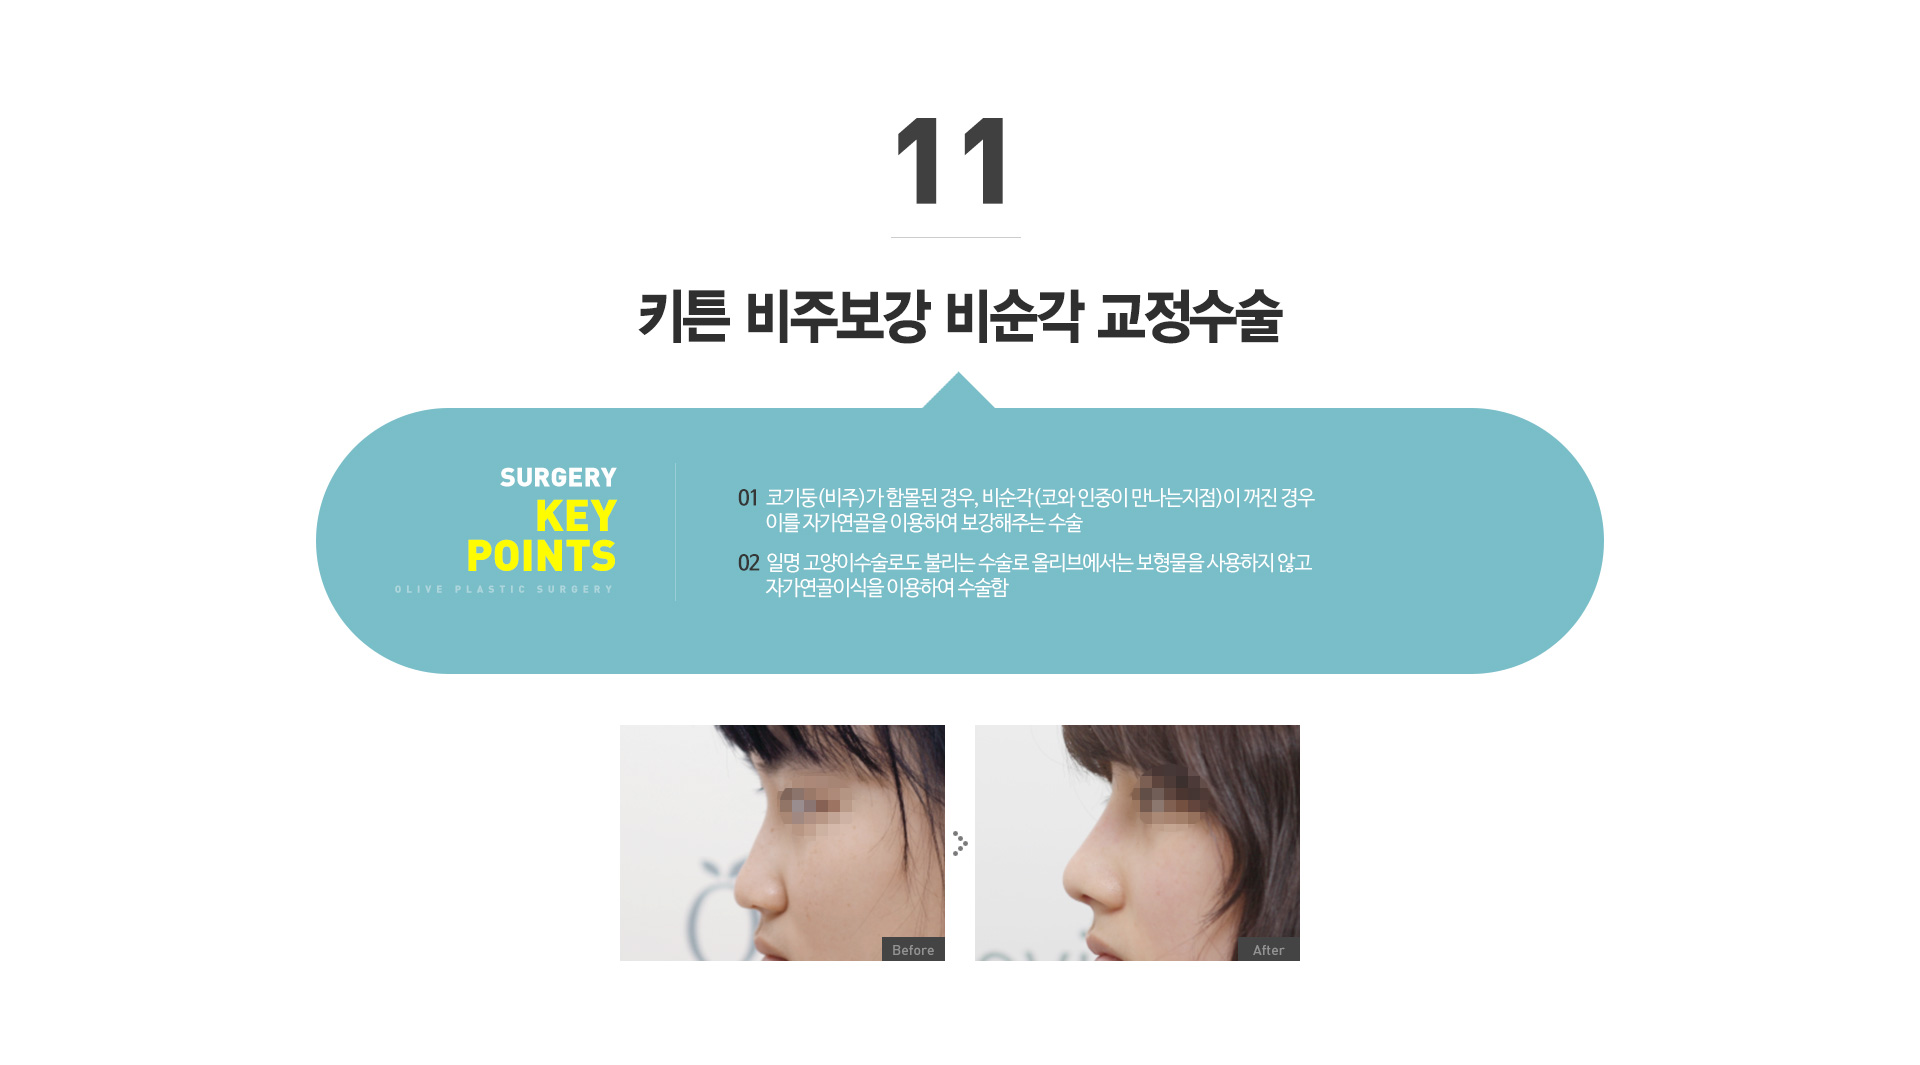 11
키튼 비주보강 비순각 교정수술
SURGERY
KEY
POINTS
OLIVE PLASTIC SURGERY
01 코기둥(비주)가 함몰된 경우, 비순각(코와 인중이 만나는지점)이 꺼진 경우
이를 자가연골을 이용하여 보강해주는 수술
02 일명 고양이수술로도 불리는 수술로 올리브에서는 보형물을 사용하지 않고
자가연골이식을 이용하여 수술함
Before
After